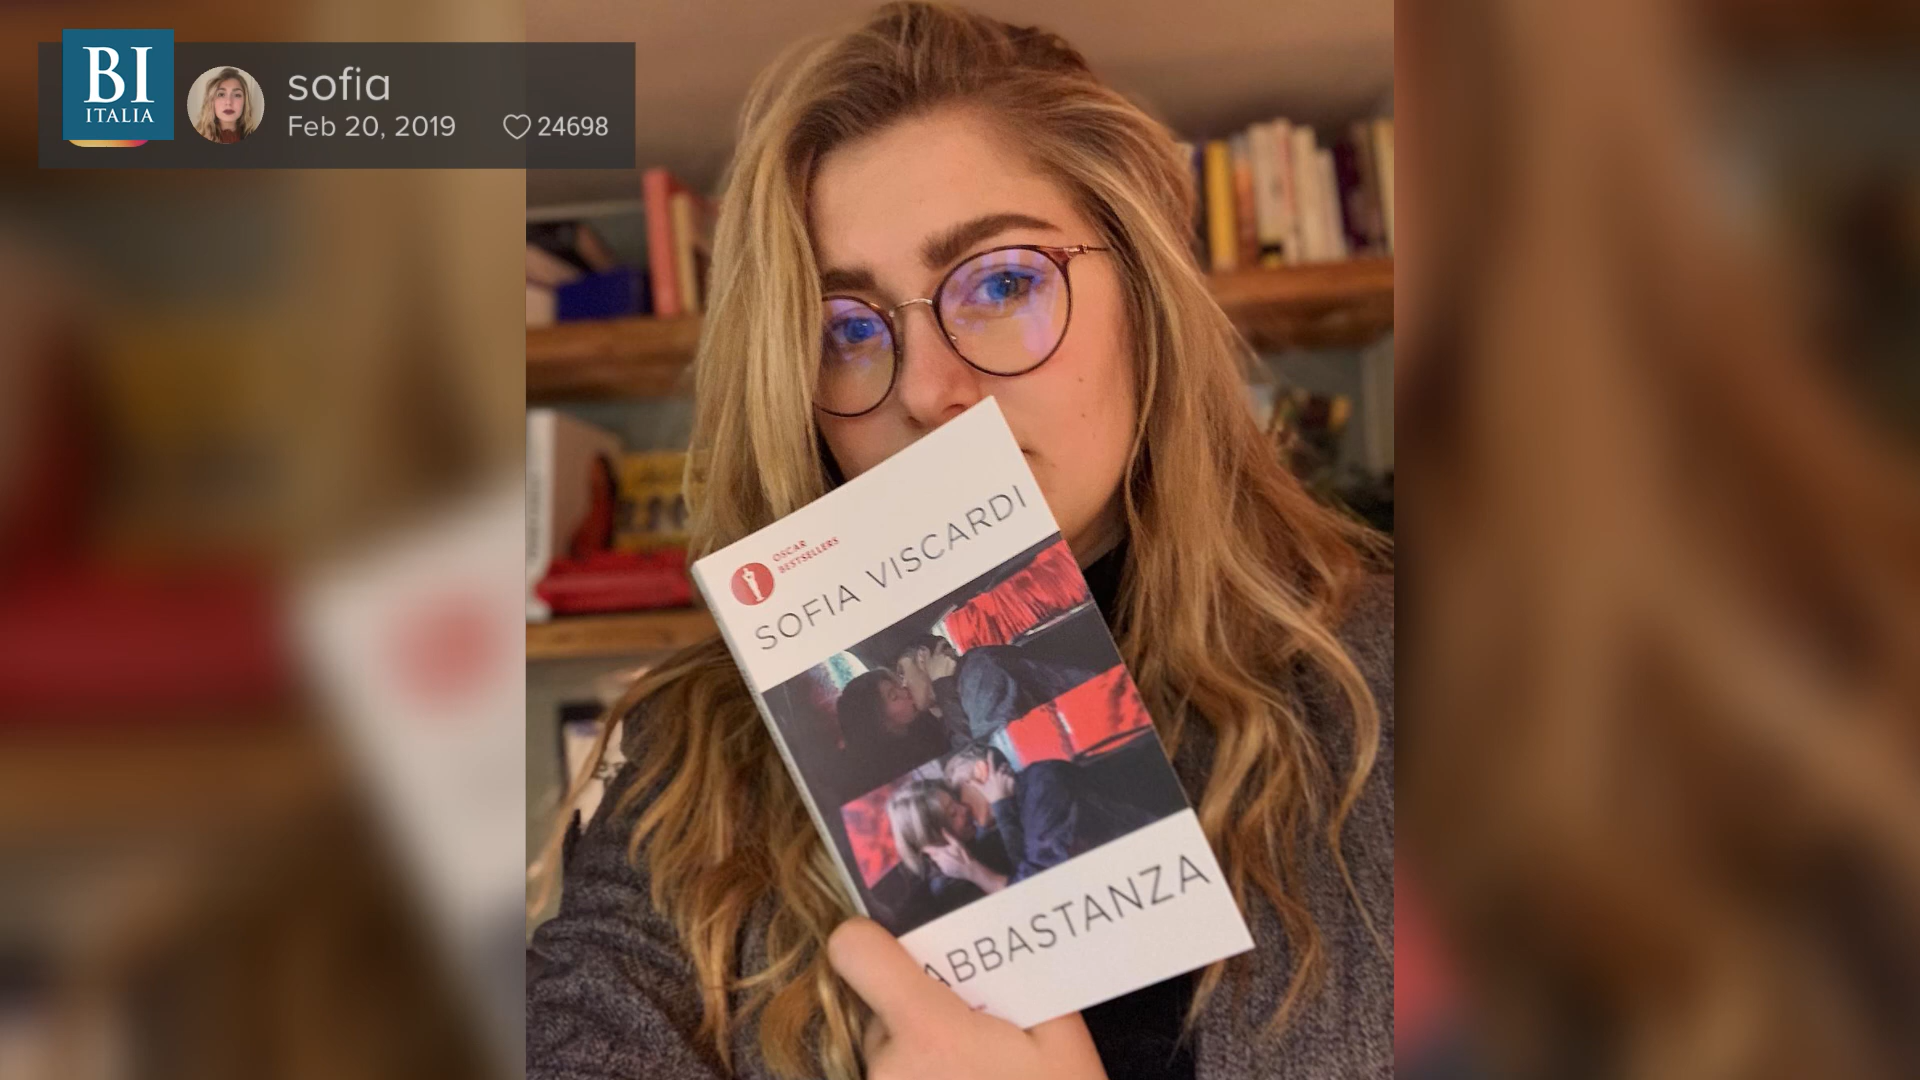 BI
ITALIA
sofia
Feb 20, 2019
24698
OSCAR
BESTSELLERS
SOFIA VISCARDI
ABBASTANZA